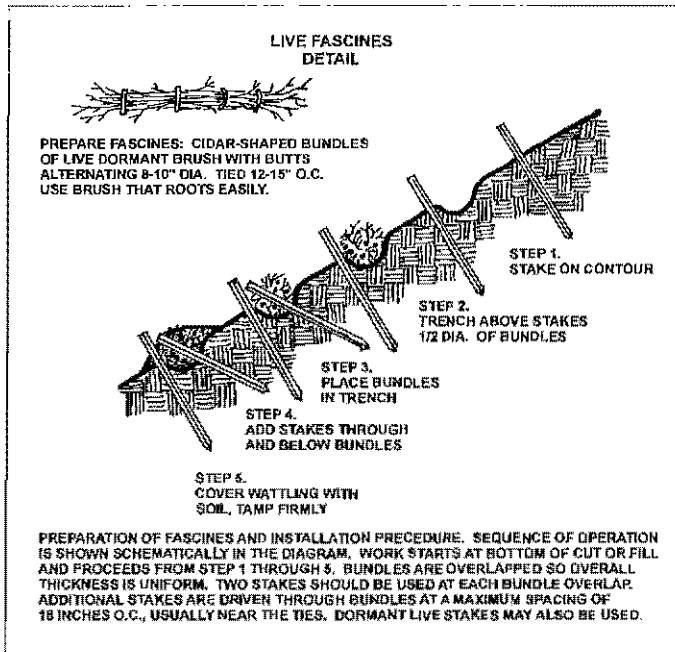 LIVE FASCINES
DETAIL
PREPARE FASCINES: CIDAR-SHAPED BUNDLES
OF LIVE DORMANT BRUSH WITH BUTTS
ALTERNATING 8-10" DIA. TIED 12-15" O.C.
USE BRUSH THAT ROOTS EASILY.
STEP 1.
STAKE ON CONTOUR
STEP 2.
TRENCH ABOVE STAKES
1/2 DIA. OF BUNDLES
STEP 3.
PLACE BUNDLES
IN TRENCH
STEP 4.
ADD STAKES THROUGH
AND BELOW BUNDLES
STEP 5.
COVER WATTLING WITH
SOIL, TAMP FIRMLY
PREPARATION OF FASCINES AND INSTALLATION PRECEDURE. SEQUENCE OF OPERATION
IS SHOWN SCHEMATICALLY IN THE DIAGRAM. WORK STARTS AT BOTTOM OF CUT OR FILL
AND PROCEEDS FROM STEP 1 THROUGH 5. BUNDLES ARE OVERLAPPED SO OVERALL
THICKNESS IS UNIFORM. TWO STAKES SHOULD BE USED AT EACH BUNDLE OVERLAP.
ADDITIONAL STAKES ARE DRIVEN THROUGH BUNDLES AT A MAXIMUM SPACING OF
18 INCHES O.C., USUALLY NEAR THE TIES. DORMANT LIVE STAKES MAY ALSO BE USED.